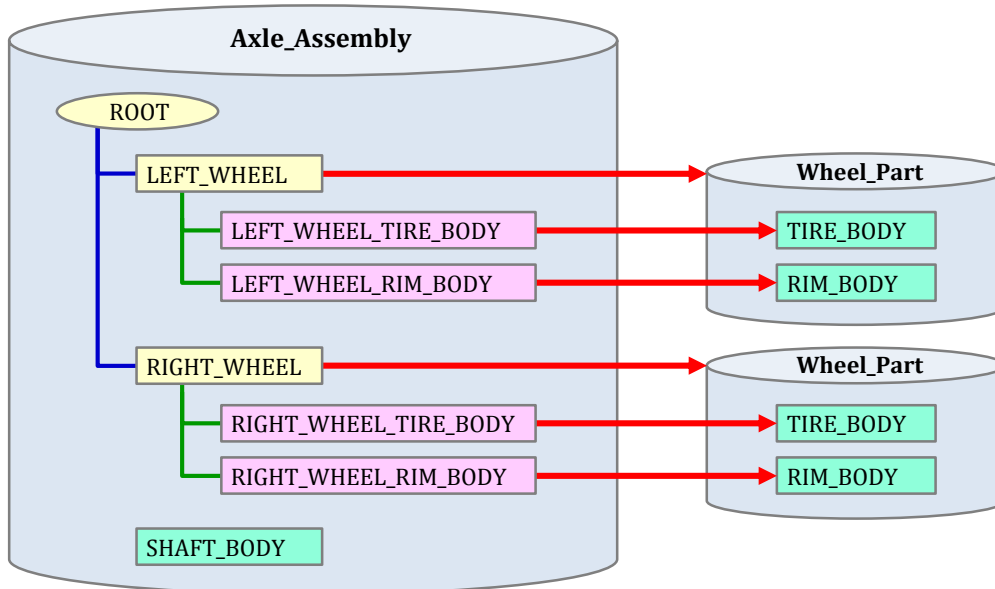 Axle_Assembly
ROOT
LEFT_WHEEL
Wheel_Part
LEFT_WHEEL_TIRE_BODY
TIRE_BODY
LEFT_WHEEL_RIM_BODY
RIM_BODY
RIGHT_WHEEL
Wheel_Part
RIGHT_WHEEL_TIRE_BODY
TIRE_BODY
RIGHT_WHEEL_RIM_BODY
RIM_BODY
SHAFT_BODY